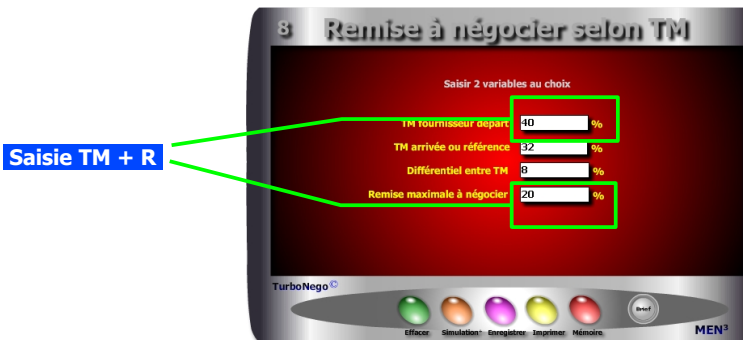 8 Remise à négocier selon TM
Saisir 2 variables au choix
TM fournisseur départ 40 %
Saisie TM + R
TM arrivée ou référence 32 %
Différentiel entre TM 8 %
Remise maximale à négocier 20 %
TurboNego©
Brief
Effacer Simulation+ Enregistrer Imprimer Mémoire
MEN³